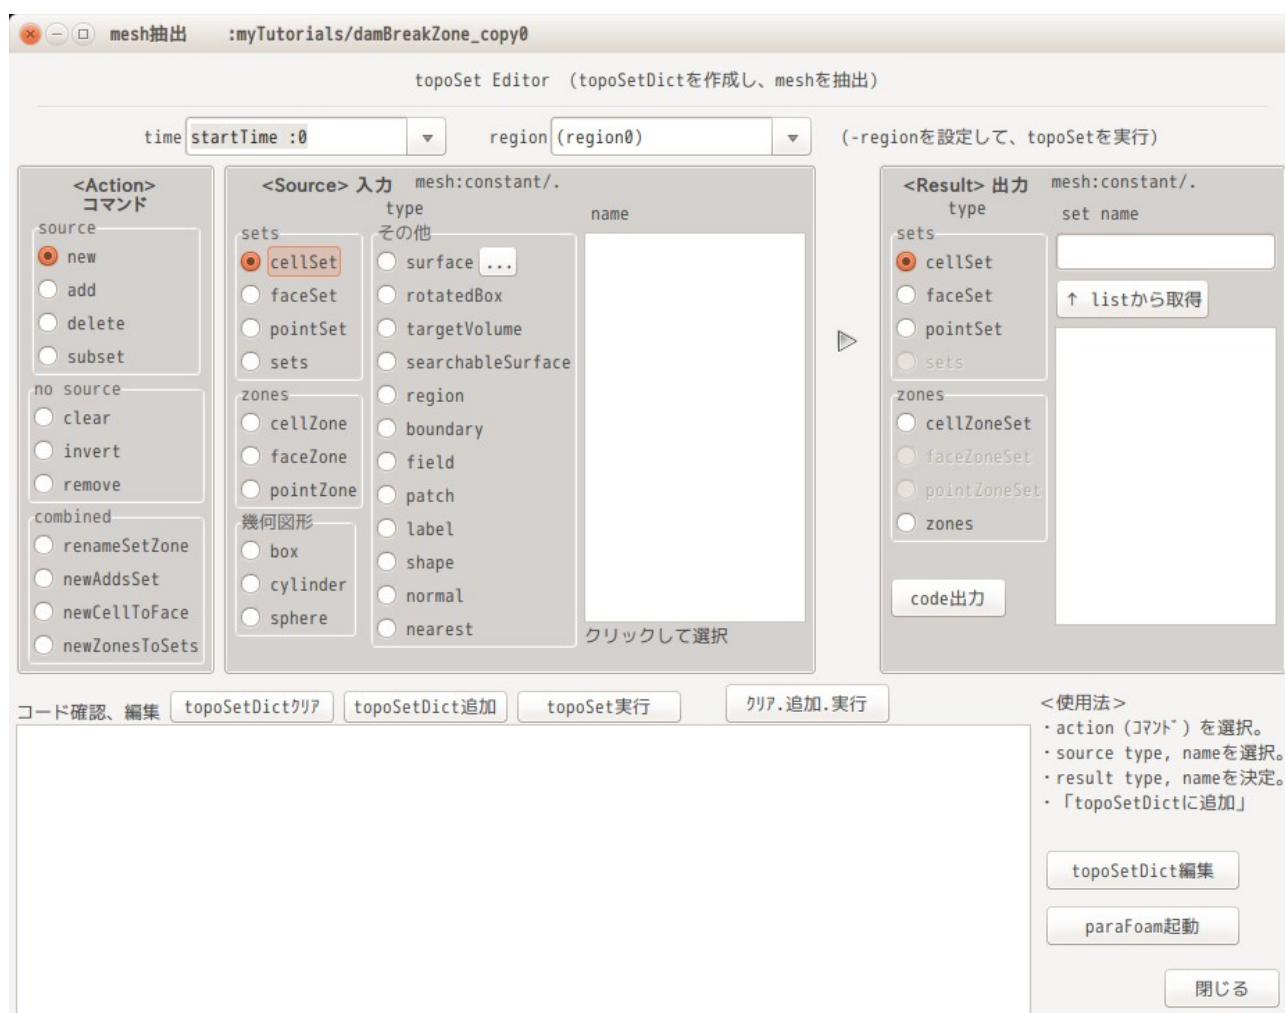 mesh抽出 :myTutorials/damBreakZone_copy0
topoSet Editor (topoSetDictを作成し、meshを抽出)
time startTime :0 region (region0) (-regionを設定して、topoSetを実行)
<Action>
コマンド
source
new
add
delete
subset
no source
clear
invert
remove
combined
renameSetZone
newAddsSet
newCellToFace
newZonesToSets
<Source> 入力 mesh:constant/.
type
name
sets
cellSet
faceSet
pointSet
sets
zones
cellZone
faceZone
pointZone
幾何図形
box
cylinder
sphere
その他
surface ...
rotatedBox
targetVolume
searchableSurface
region
boundary
field
patch
label
shape
normal
nearest
クリックして選択
<Result> 出力 mesh:constant/.
type
set name
sets
cellSet
faceSet
pointSet
sets
zones
cellZoneSet
faceZoneSet
pointZoneSet
zones
code出力
↑ listから取得
コード確認、編集 topoSetDictｸﾘｱ topoSetDict追加 topoSet実行 ｸﾘｱ.追加.実行
<使用法>
・action (ｺﾏﾝﾄﾞ) を選択。
・source type, nameを選択。
・result type, nameを決定。
・「topoSetDictに追加」
topoSetDict編集
paraFoam起動
閉じる